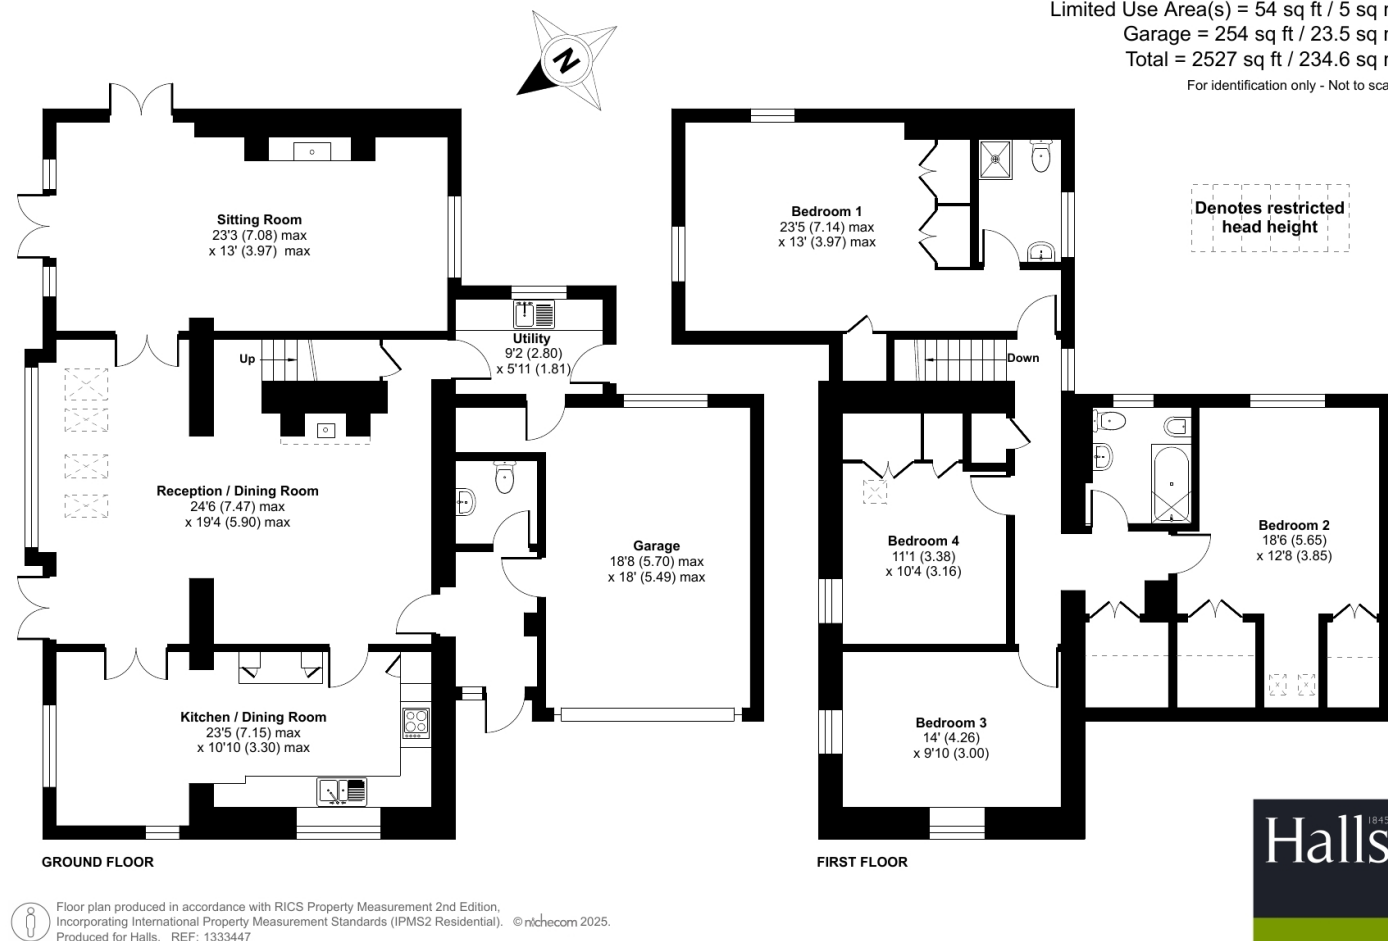 Limited Use Area(s) = 54 sq ft / 5 sq
Garage = 254 sq ft / 23.5 sq
Total = 2527 sq ft / 234.6 sq
For identification only - Not to
N
Denotes restricted
head height
Sitting Room
23'3 (7.08) max
x 13' (3.97) max
Up
Utility
9'2 (2.80)
x 5'11 (1.81)
Reception / Dining Room
24'6 (7.47) max
x 19'4 (5.90) max
Garage
18'8 (5.70) max
x 18' (5.49) max
Kitchen / Dining Room
23'5 (7.15) max
x 10'10 (3.30) max
GROUND FLOOR
Bedroom 1
23'5 (7.14) max
x 13' (3.97) max
Down
Bedroom 4
11'1 (3.38)
x 10'4 (3.16)
Bedroom 2
18'6 (5.65)
x 12'8 (3.85)
Bedroom 3
14' (4.26)
x 9'10 (3.00)
FIRST FLOOR
Halls
1845
Floor plan produced in accordance with RICS Property Measurement 2nd Edition,
Incorporating International Property Measurement Standards (IPMS2 Residential). © nichecom 2025.
Produced for Halls. REF: 1333447